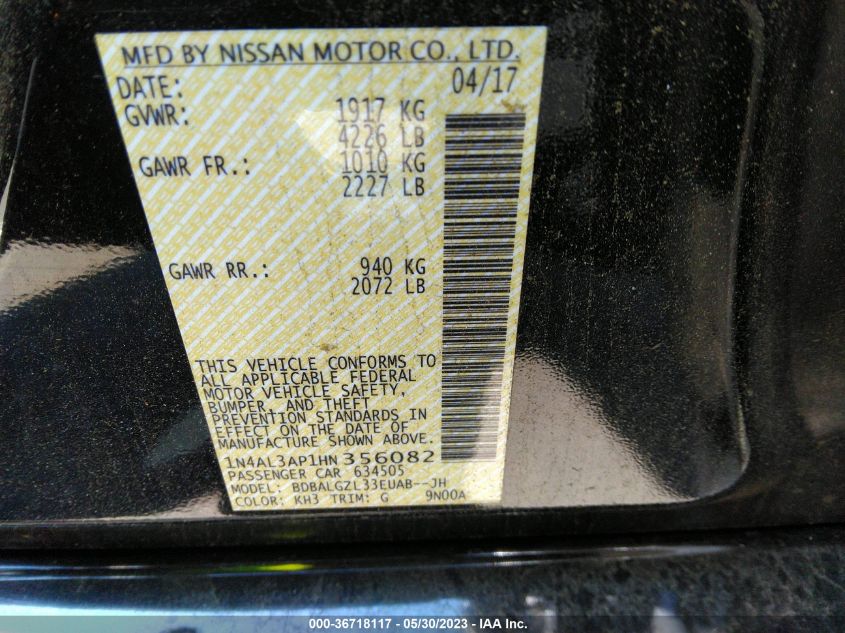 MFD BY NISSAN MOTOR CO., LTD.
DATE: 04/17
GVWR: 1917 KG
4226 LB
GAWR FR.: 1010 KG
2227 LB
GAWR RR.: 940 KG
2072 LB
THIS VEHICLE CONFORMS TO
ALL APPLICABLE FEDERAL
MOTOR VEHICLE SAFETY,
BUMPER, AND THEFT
PREVENTION STANDARDS IN
EFFECT ON THE DATE OF
MANUFACTURE SHOWN ABOVE.
1N4AL3AP1HN356082
PASSENGER CAR 634505
MODEL: BDBALGZL33EUAB--JH
COLOR: KH3 TRIM: G 9N00A
000-36718117 - 05/30/2023 - IAA Inc.